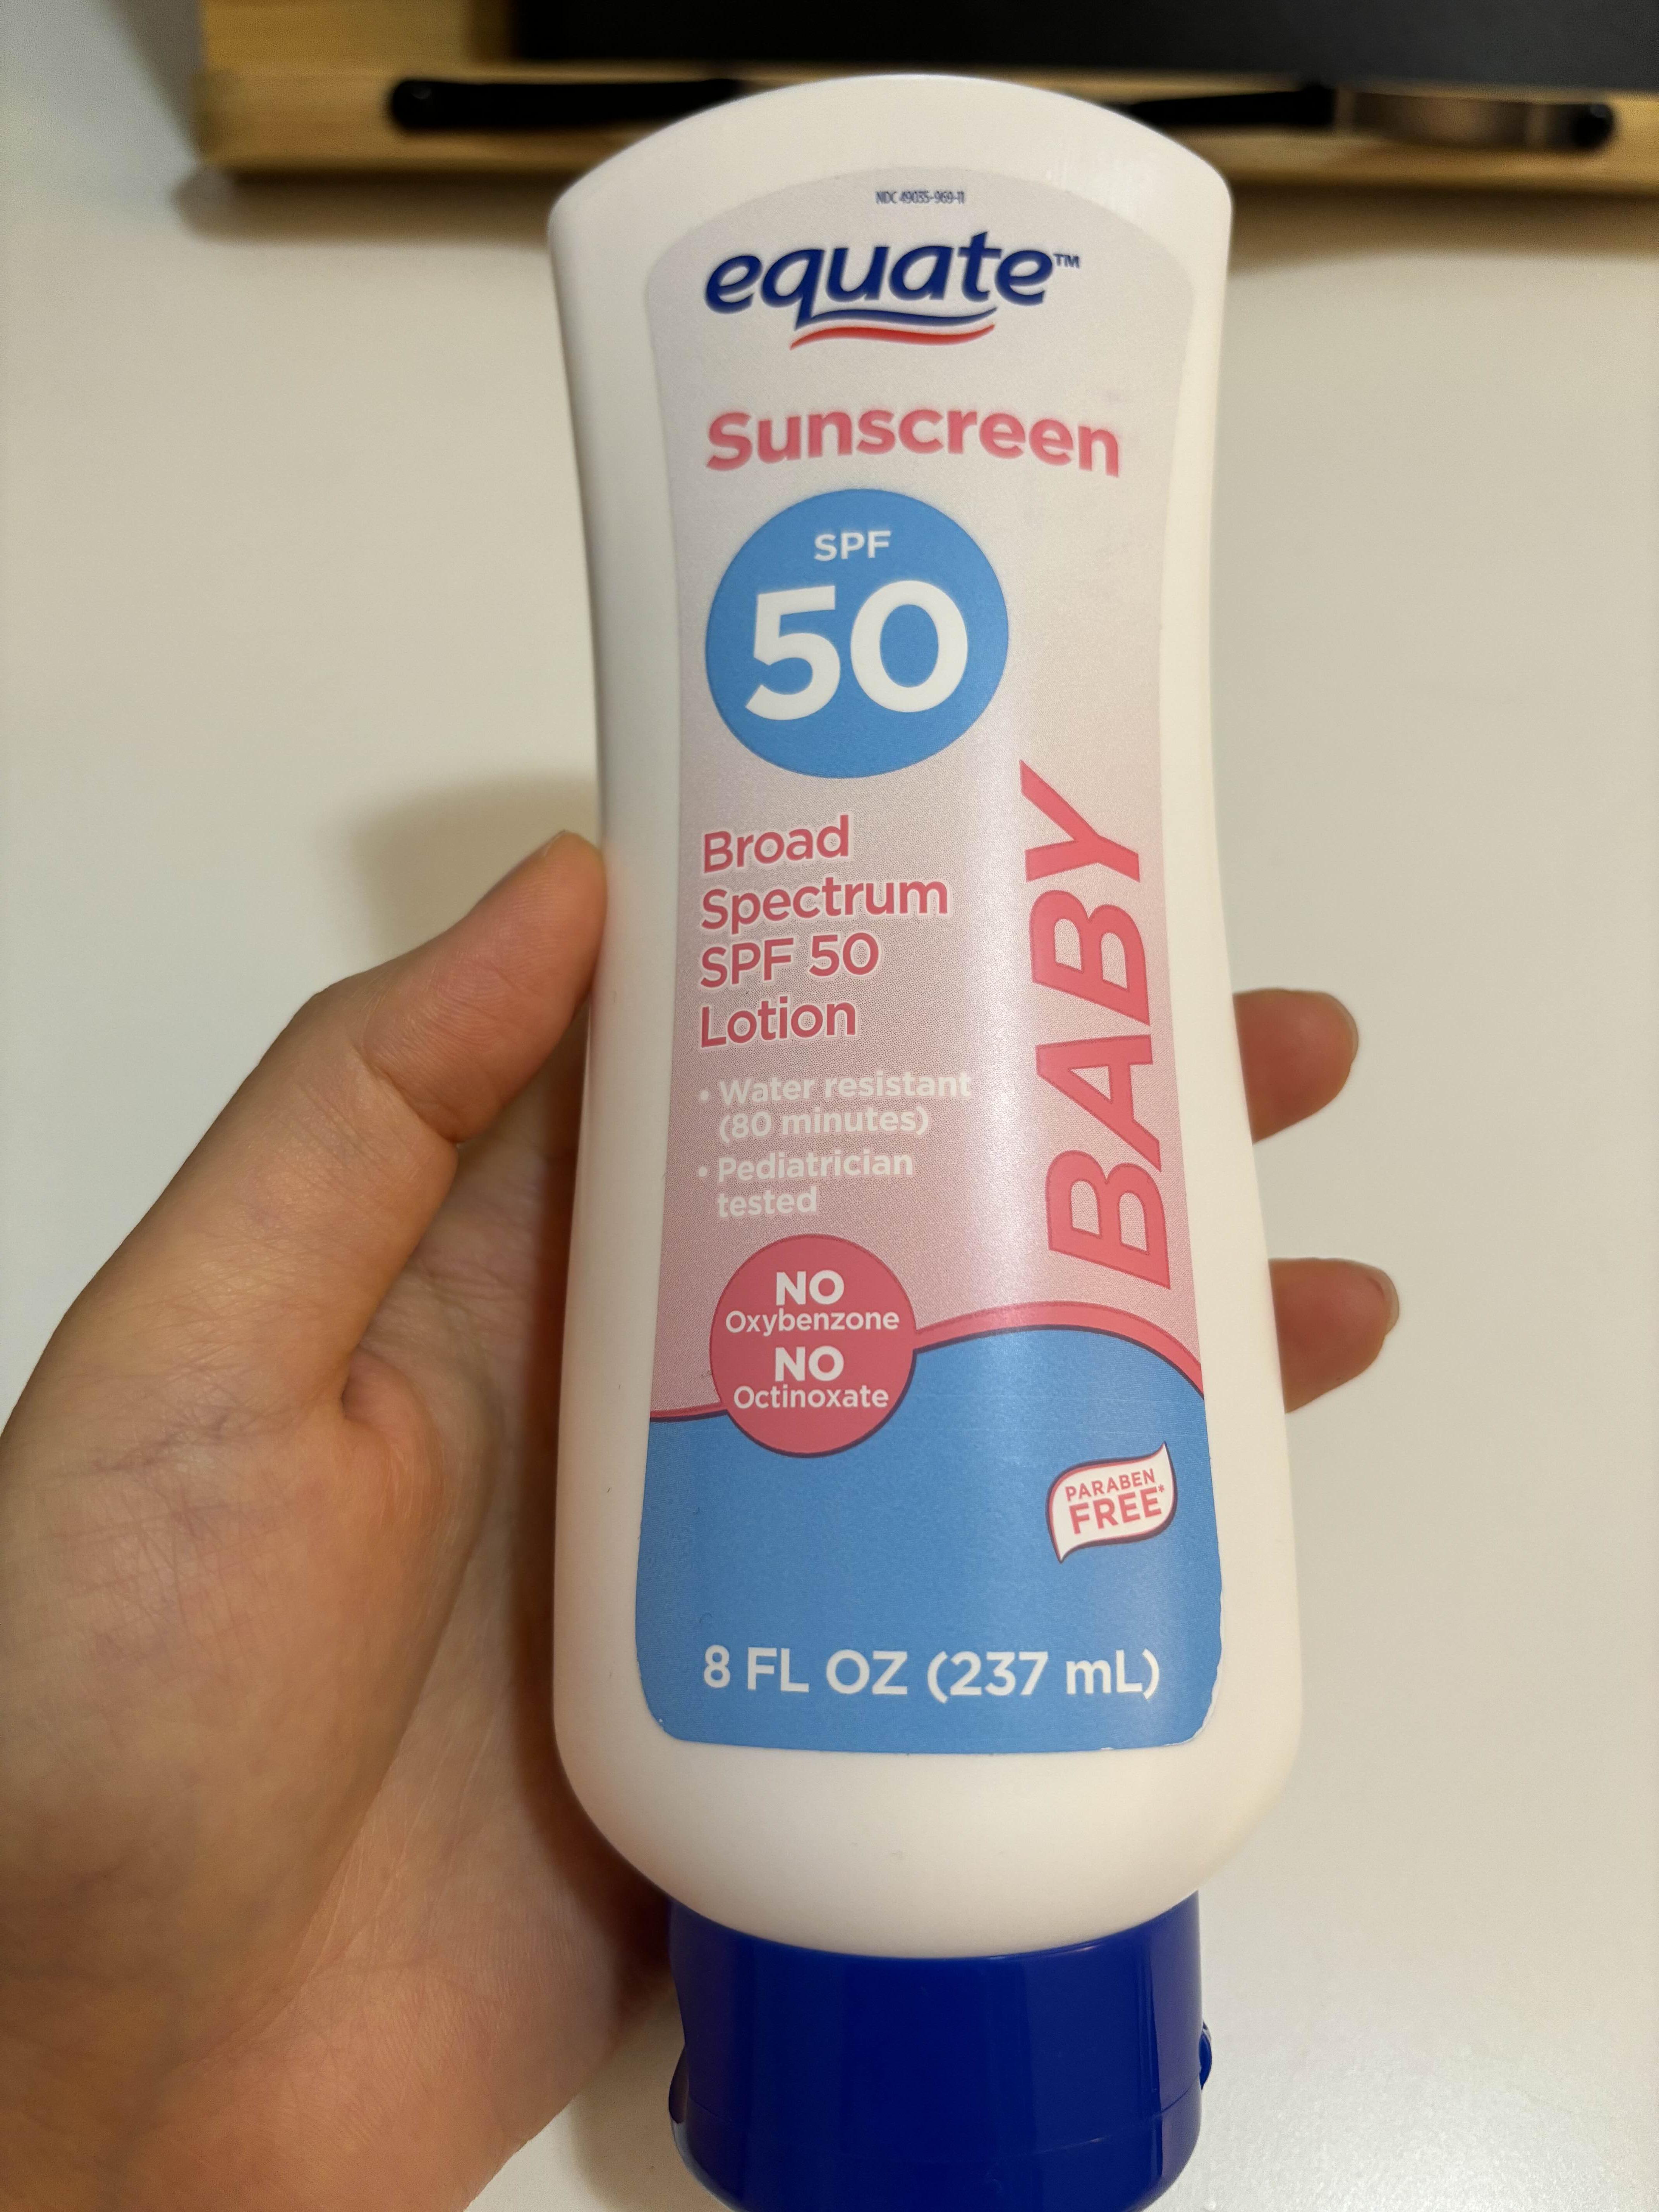 NDC 49035-969-11
equate™
Sunscreen
SPF
50
Broad
Spectrum
SPF 50
Lotion
• Water resistant
(80 minutes)
• Pediatrician
tested
BABY
NO
Oxybenzone
NO
Octinoxate
PARABEN
FREE*
8 FL OZ (237 mL)